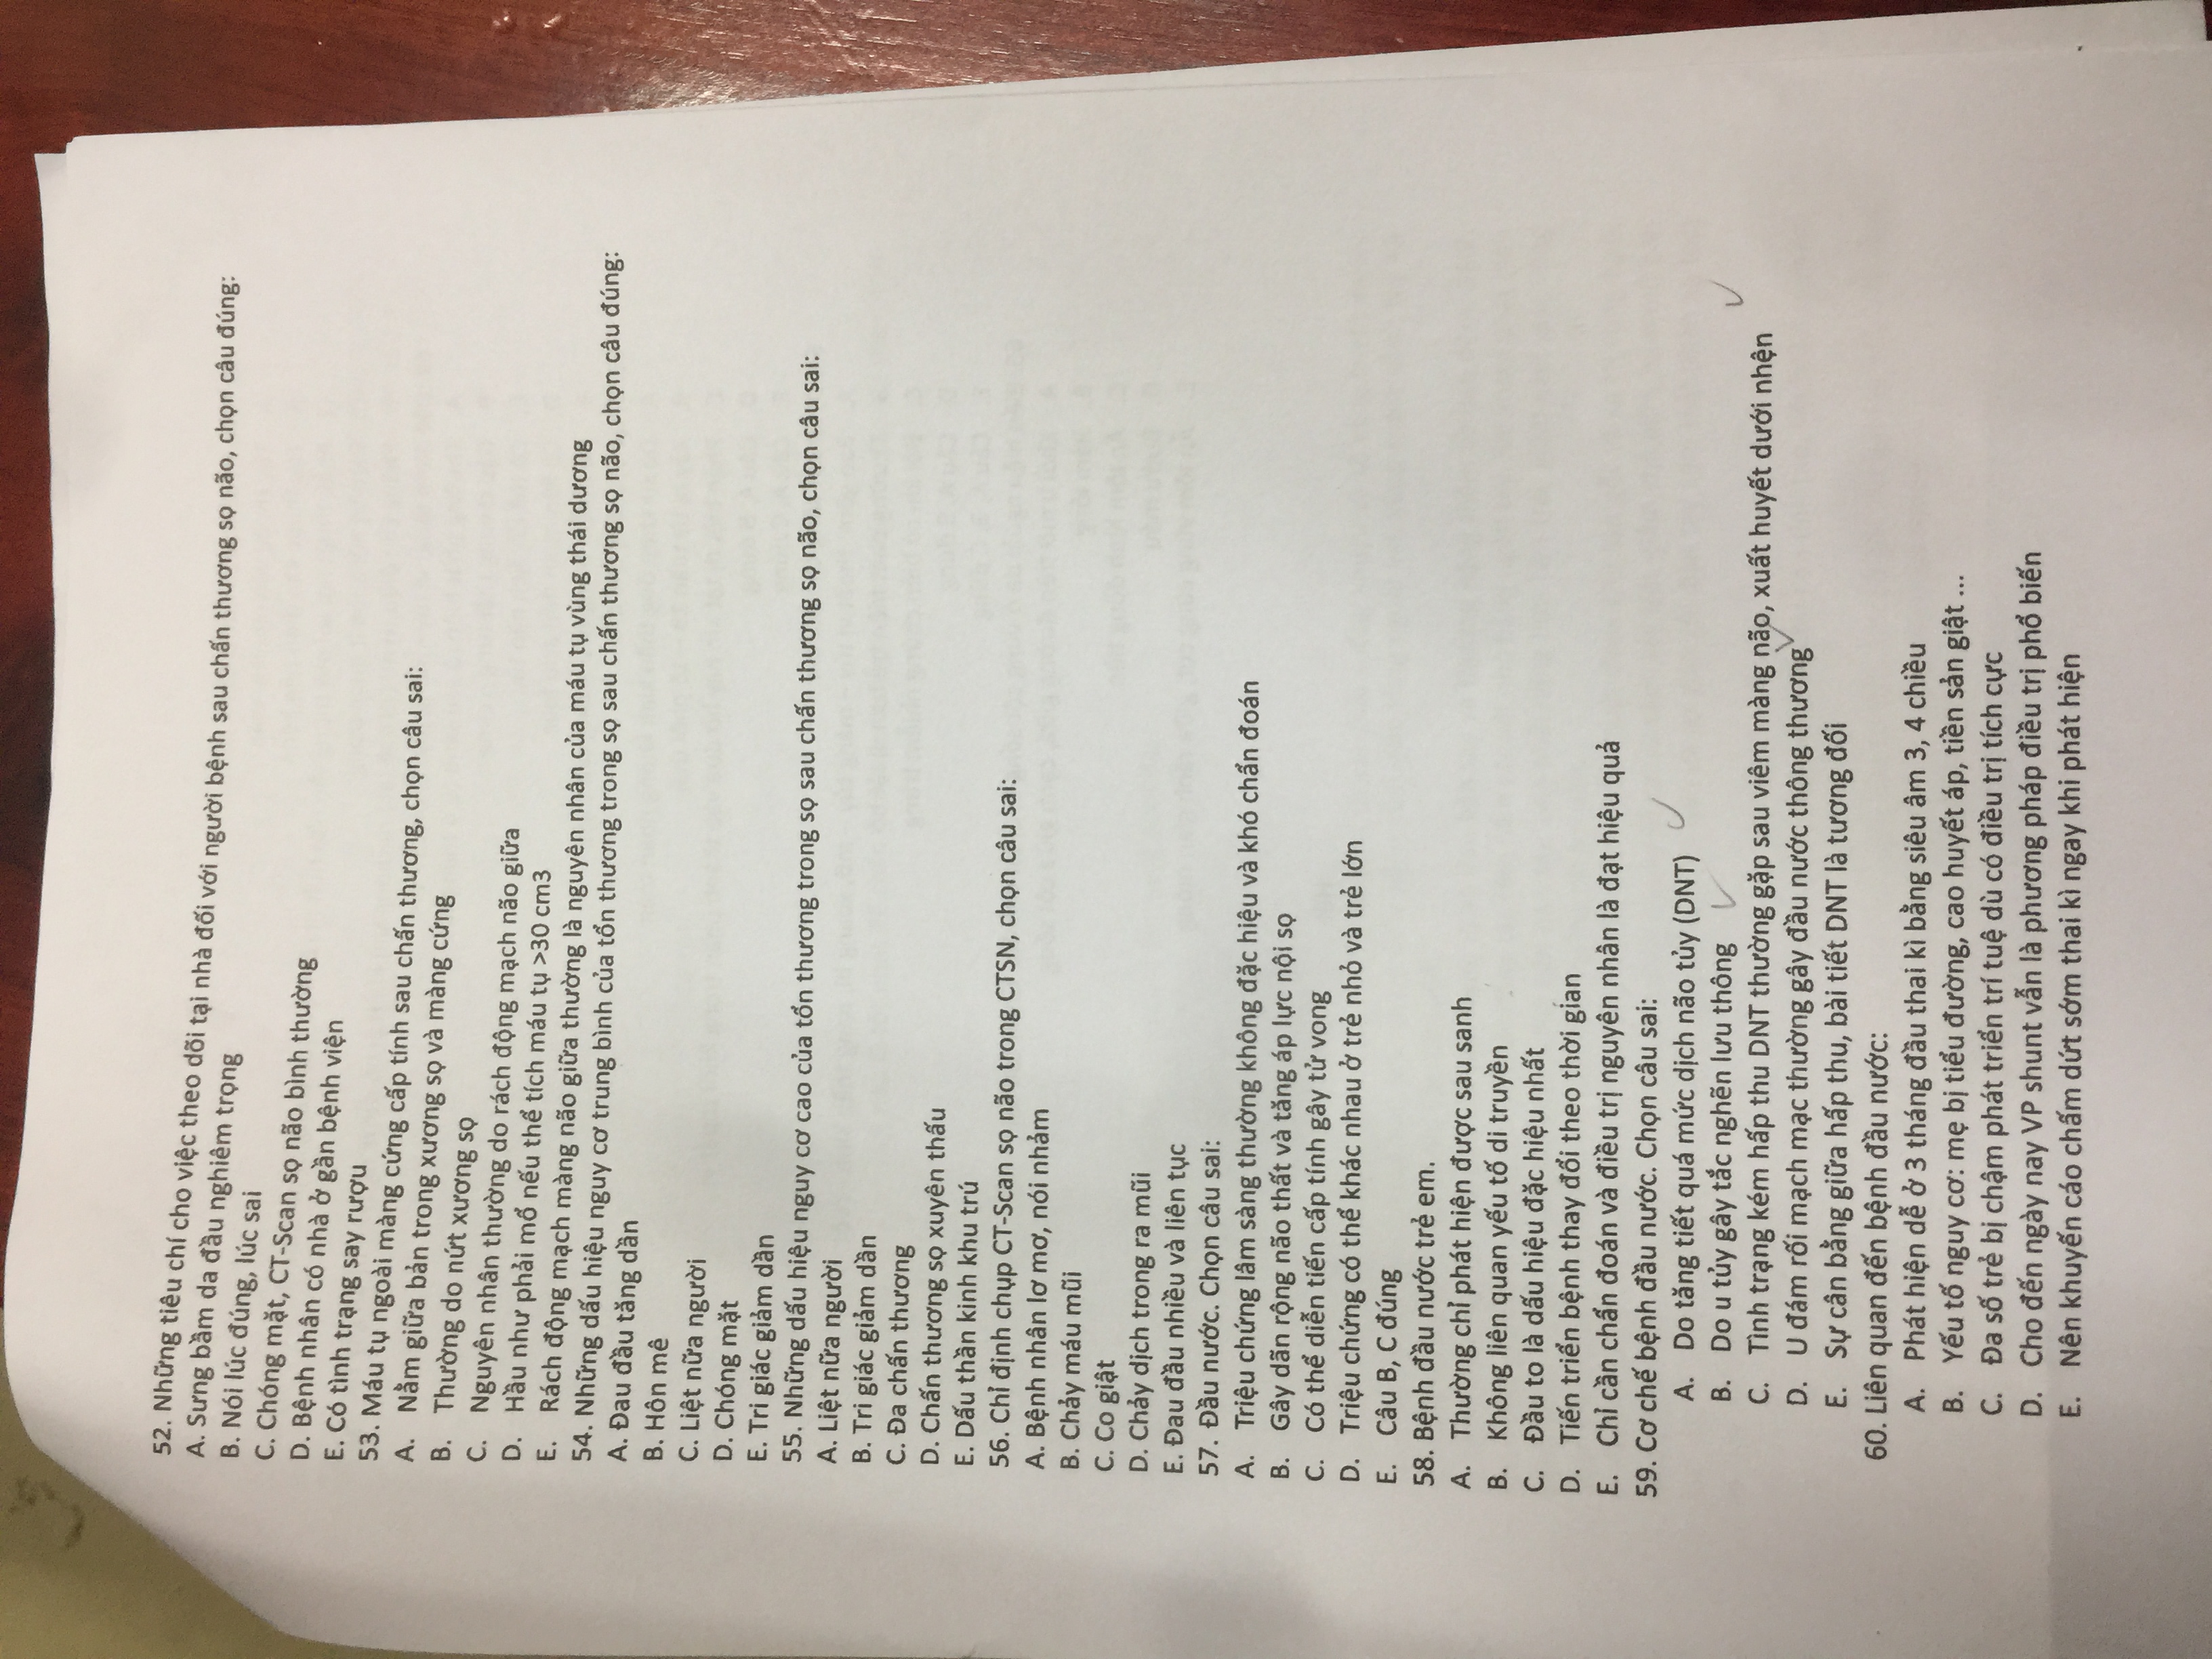 52. Những tiêu chí cho việc theo dõi tại nhà đối với người bệnh sau chấn thương sọ não, chọn câu đúng:
A. Sưng bầm da đầu nghiêm trọng
B. Nói lúc đúng, lúc sai
C. Chóng mặt, CT-Scan sọ não bình thường
D. Bệnh nhân có nhà ở gần bệnh viện
E. Có tình trạng say rượu
53. Máu tụ ngoài màng cứng cấp tính sau chấn thương, chọn câu sai:
A. Nằm giữa bản trong xương sọ và màng cứng
B. Thường do nứt xương sọ
C. Nguyên nhân thường do rách động mạch não giữa
D. Hầu như phải mổ nếu thể tích máu tụ >30 cm3
E. Rách động mạch màng não giữa thường là nguyên nhân của máu tụ vùng thái dương
54. Những dấu hiệu nguy cơ trung bình của tổn thương trong sọ sau chấn thương sọ não, chọn câu đúng:
A. Đau đầu tăng dần
B. Hôn mê
C. Liệt nữa người
D. Chóng mặt
E. Tri giác giảm dần
55. Những dấu hiệu nguy cơ cao của tổn thương trong sọ sau chấn thương sọ não, chọn câu sai:
A. Liệt nữa người
B. Tri giác giảm dần
C. Đa chấn thương
D. Chấn thương sọ xuyên thấu
E. Dấu thần kinh khu trú
56. Chỉ định chụp CT-Scan sọ não trong CTSN, chọn câu sai:
A. Bệnh nhân lơ mơ, nói nhảm
B. Chảy máu mũi
C. Co giật
D. Chảy dịch trong ra mũi
E. Đau đầu nhiều và liên tục
57. Đầu nước. Chọn câu sai:
A. Triệu chứng lâm sàng thường không đặc hiệu và khó chẩn đoán
B. Gây dãn rộng não thất và tăng áp lực nội sọ
C. Có thể diễn tiến cấp tính gây tử vong
D. Triệu chứng có thể khác nhau ở trẻ nhỏ và trẻ lớn
E. Câu B, C đúng
58. Bệnh đầu nước trẻ em.
A. Thường chỉ phát hiện được sau sanh
B. Không liên quan yếu tố di truyền
C. Đầu to là dấu hiệu đặc hiệu nhất
D. Tiến triển bệnh thay đổi theo thời gian
E. Chỉ cần chẩn đoán và điều trị nguyên nhân là đạt hiệu quả
59. Cơ chế bệnh đầu nước. Chọn câu sai:
A. Do tăng tiết quá mức dịch não tủy (DNT)
B. Do u tủy gây tắc nghẽn lưu thông
C. Tình trạng kém hấp thu DNT thường gặp sau viêm màng não, xuất huyết dưới nhện
D. U đám rối mạch mạc thường gây đầu nước thông thương
E. Sự cân bằng giữa hấp thu, bài tiết DNT là tương đối
60. Liên quan đến bệnh đầu nước:
A. Phát hiện dễ ở 3 tháng đầu thai kì bằng siêu âm 3, 4 chiều
B. Yếu tố nguy cơ: mẹ bị tiểu đường, cao huyết áp, tiền sản giật ...
C. Đa số trẻ bị chậm phát triển trí tuệ dù có điều trị tích cực
D. Cho đến ngày nay VP shunt vẫn là phương pháp điều trị phổ biến
E. Nên khuyến cáo chấm dứt sớm thai kì ngay khi phát hiện